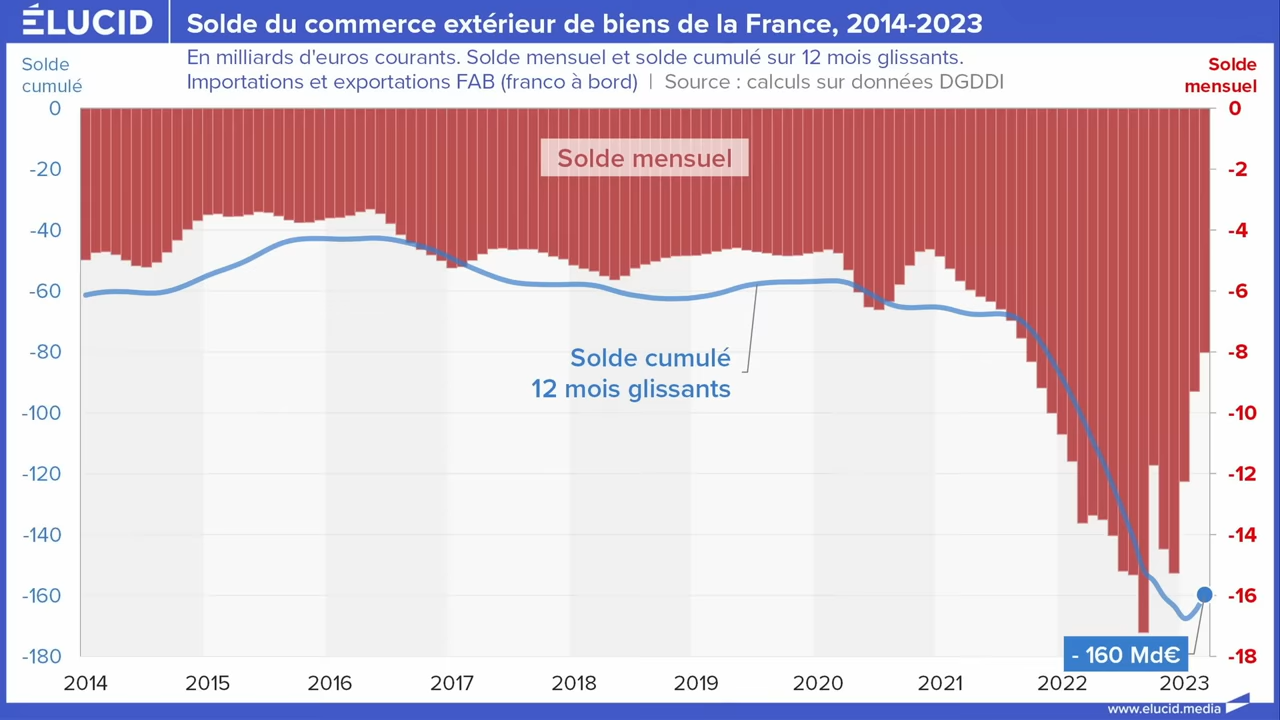 ÉLUCID
Solde du commerce extérieur de biens de la France, 2014-2023
En milliards d'euros courants. Solde mensuel et solde cumulé sur 12 mois glissants.
Importations et exportations FAB (franco à bord) | Source : calculs sur données DGDDI
Solde
cumulé
Solde
mensuel
0
-20
-40
-60
-80
-100
-120
-140
-160
-180
Solde mensuel
Solde cumulé
12 mois glissants
- 160 Md€
0
-2
-4
-6
-8
-10
-12
-14
-16
-18
2014 2015 2016 2017 2018 2019 2020 2021 2022 2023
www.elucid.media